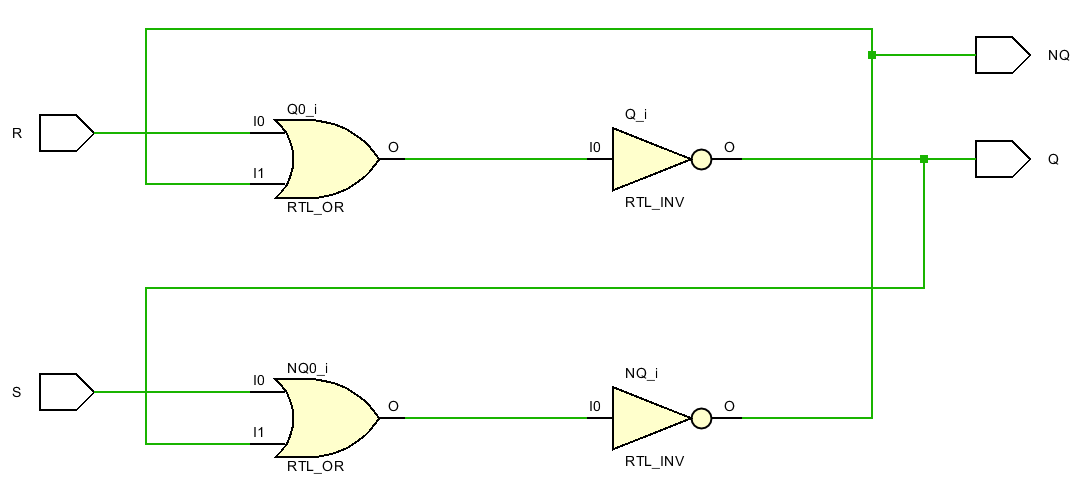 NQ
Q0_i
Q_i
R
I0
O
I0
O
Q
I1
RTL_OR
RTL_INV
NQ0_i
NQ_i
S
I0
O
I0
O
I1
RTL_OR
RTL_INV